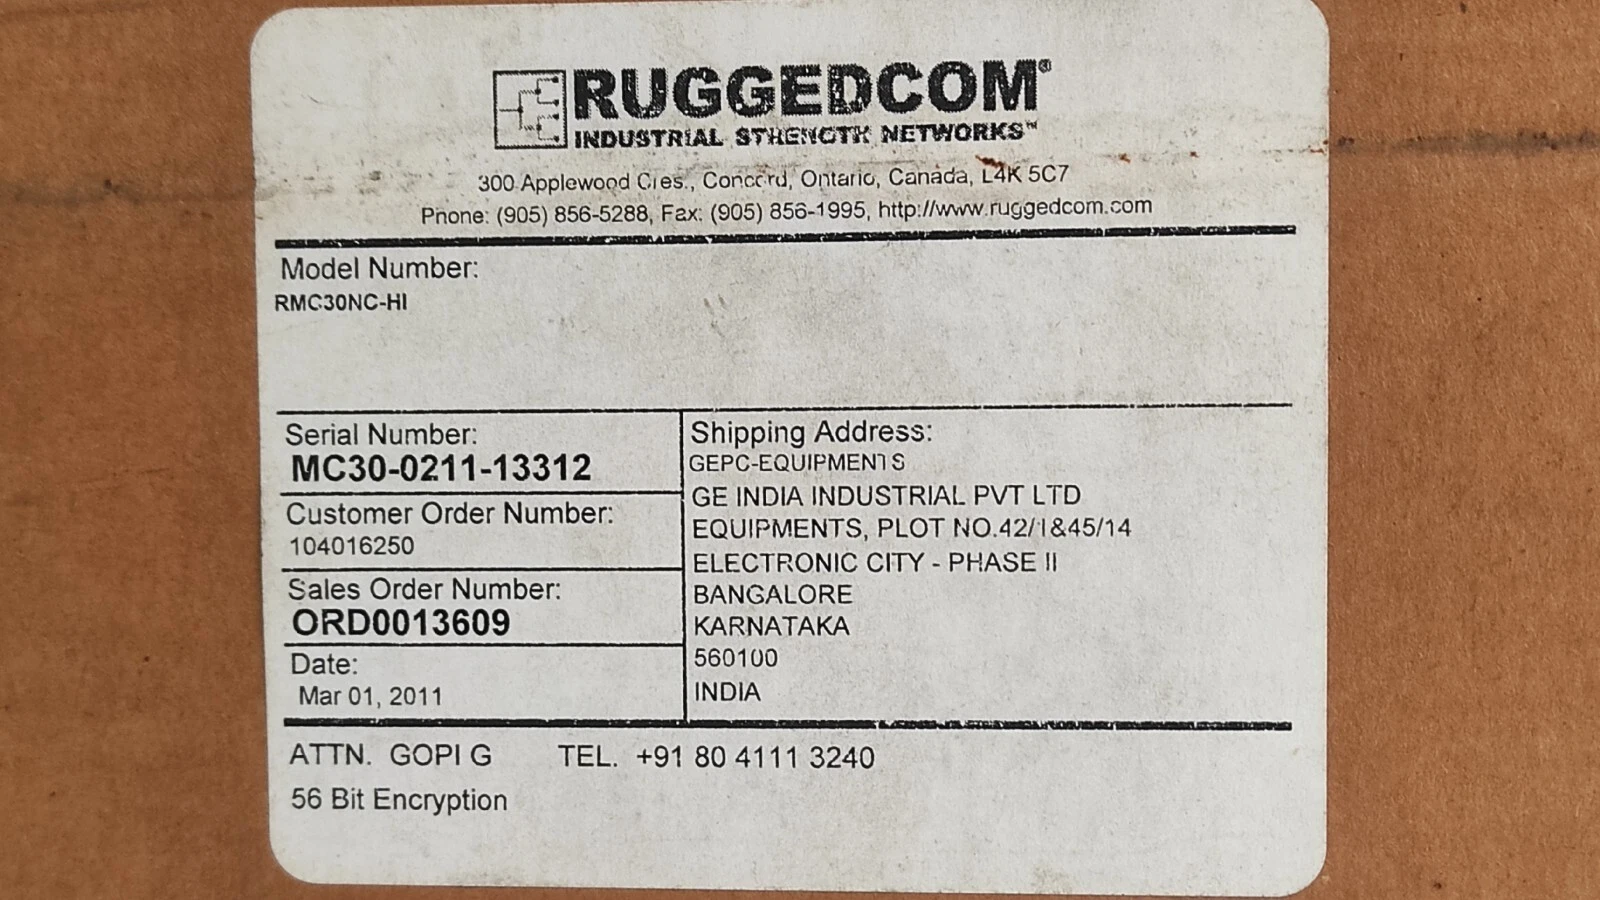 RUGGEDCOM®
INDUSTRIAL STRENGTH NETWORKS™
300 Applewood Cres., Concord, Ontario, Canada, L4K 5C7
Phone: (905) 856-5288, Fax: (905) 856-1995, http://www.ruggedcom.com
Model Number:
RMC30NC-HI
Serial Number:
MC30-0211-13312
Customer Order Number:
104016250
Sales Order Number:
ORD0013609
Date:
Mar 01, 2011
Shipping Address:
GEPC-EQUIPMENTS
GE INDIA INDUSTRIAL PVT LTD
EQUIPMENTS, PLOT NO.42/1&45/14
ELECTRONIC CITY - PHASE II
BANGALORE
KARNATAKA
560100
INDIA
ATTN. GOPI G TEL. +91 80 4111 3240
56 Bit Encryption